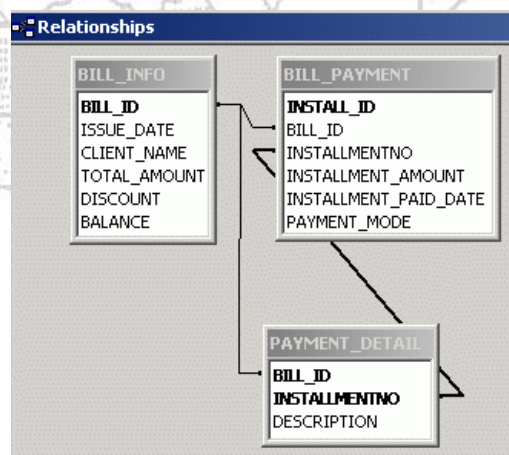 Relationships
BILL_INFO
BILL_ID
ISSUE_DATE
CLIENT_NAME
TOTAL_AMOUNT
DISCOUNT
BALANCE
BILL_PAYMENT
INSTALL_ID
BILL_ID
INSTALLMENTNO
INSTALLMENT_AMOUNT
INSTALLMENT_PAID_DATE
PAYMENT_MODE
PAYMENT_DETAIL
BILL_ID
INSTALLMENTNO
DESCRIPTION